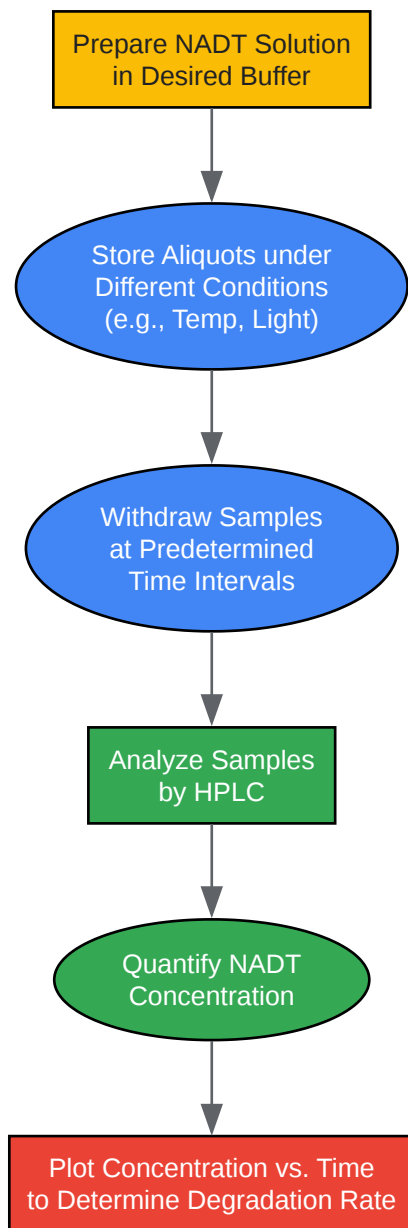 Prepare NADT Solution
in Desired Buffer
Store Aliquots under
Different Conditions
(e.g., Temp, Light)
Withdraw Samples
at Predetermined
Time Intervals
Analyze Samples
by HPLC
Quantify NADT
Concentration
Plot Concentration vs. Time
to Determine Degradation Rate